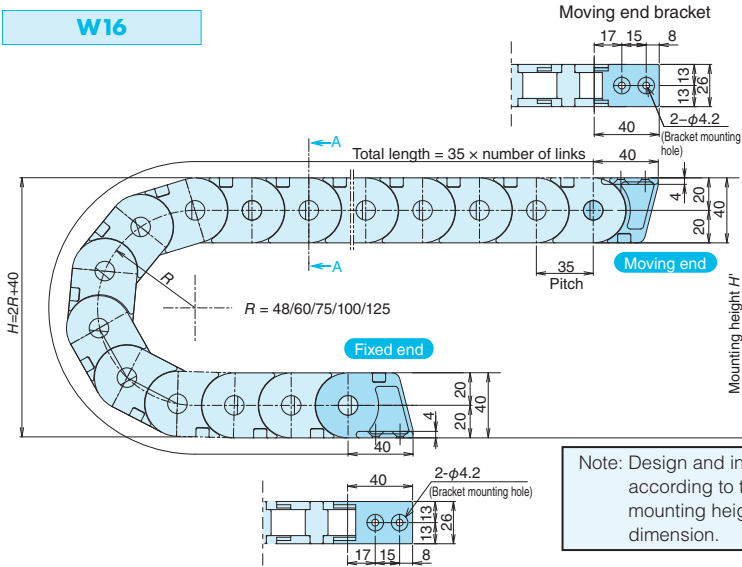 W16
Moving end bracket
17 15 8
13
13
26
2–φ4.2
(Bracket mounting
hole)
40
A
Total length = 35 × number of links
40
4
20
20
40
A
35
Pitch
Moving end
H=2R+40
R
R = 48/60/75/100/125
Mounting height H'
Fixed end
4
20
20
40
40
40
2-φ4.2
(Bracket mounting hole)
13
13
26
17 15 8
Note: Design and in
according to t
mounting heig
dimension.